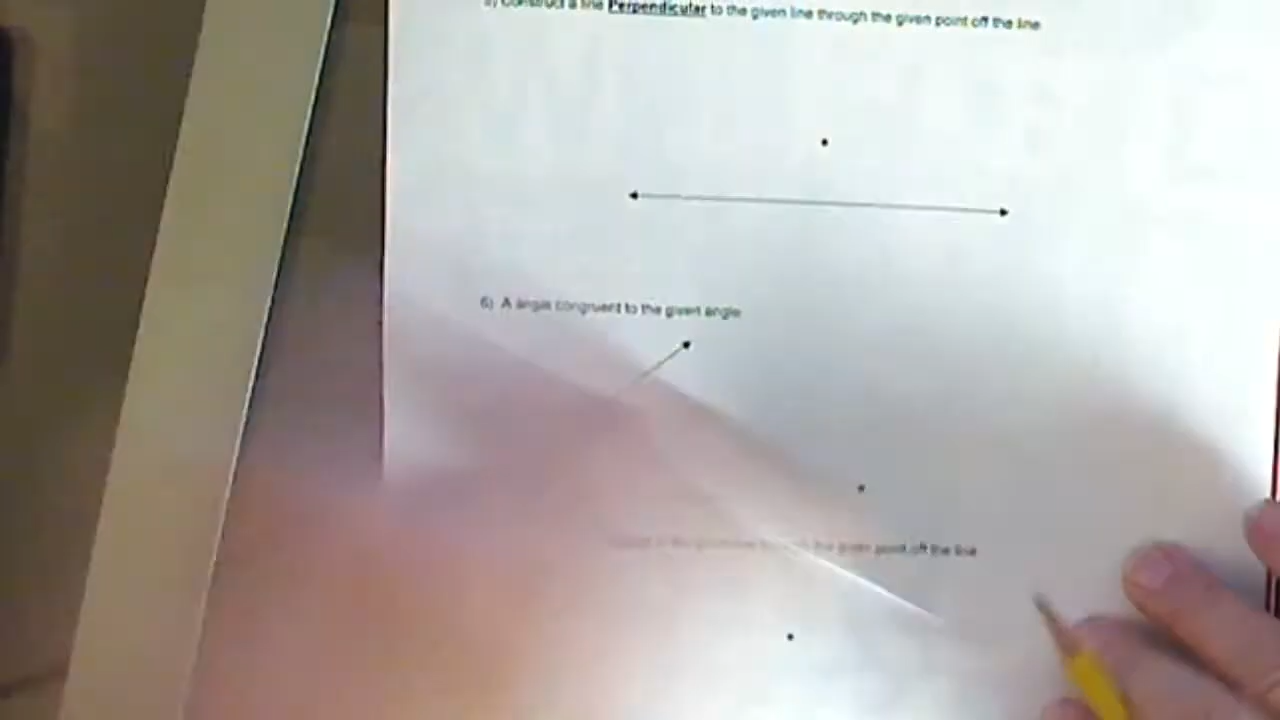 Construct a line Perpendicular to the given line through the given point off the line
6) A angle congruent to the given angle
the given point off the line